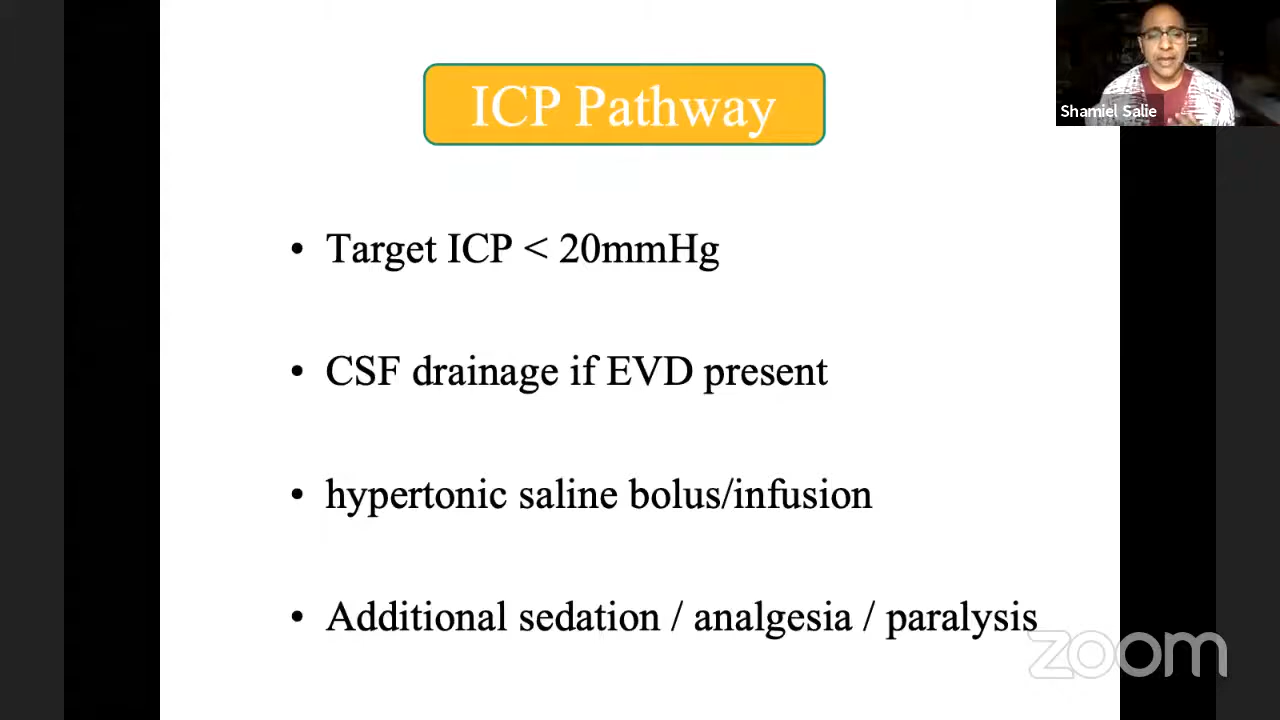 ICP Pathway
Shamiel Salie
• Target ICP < 20mmHg
• CSF drainage if EVD present
• hypertonic saline bolus/infusion
• Additional sedation / analgesia / paralysis
zoom